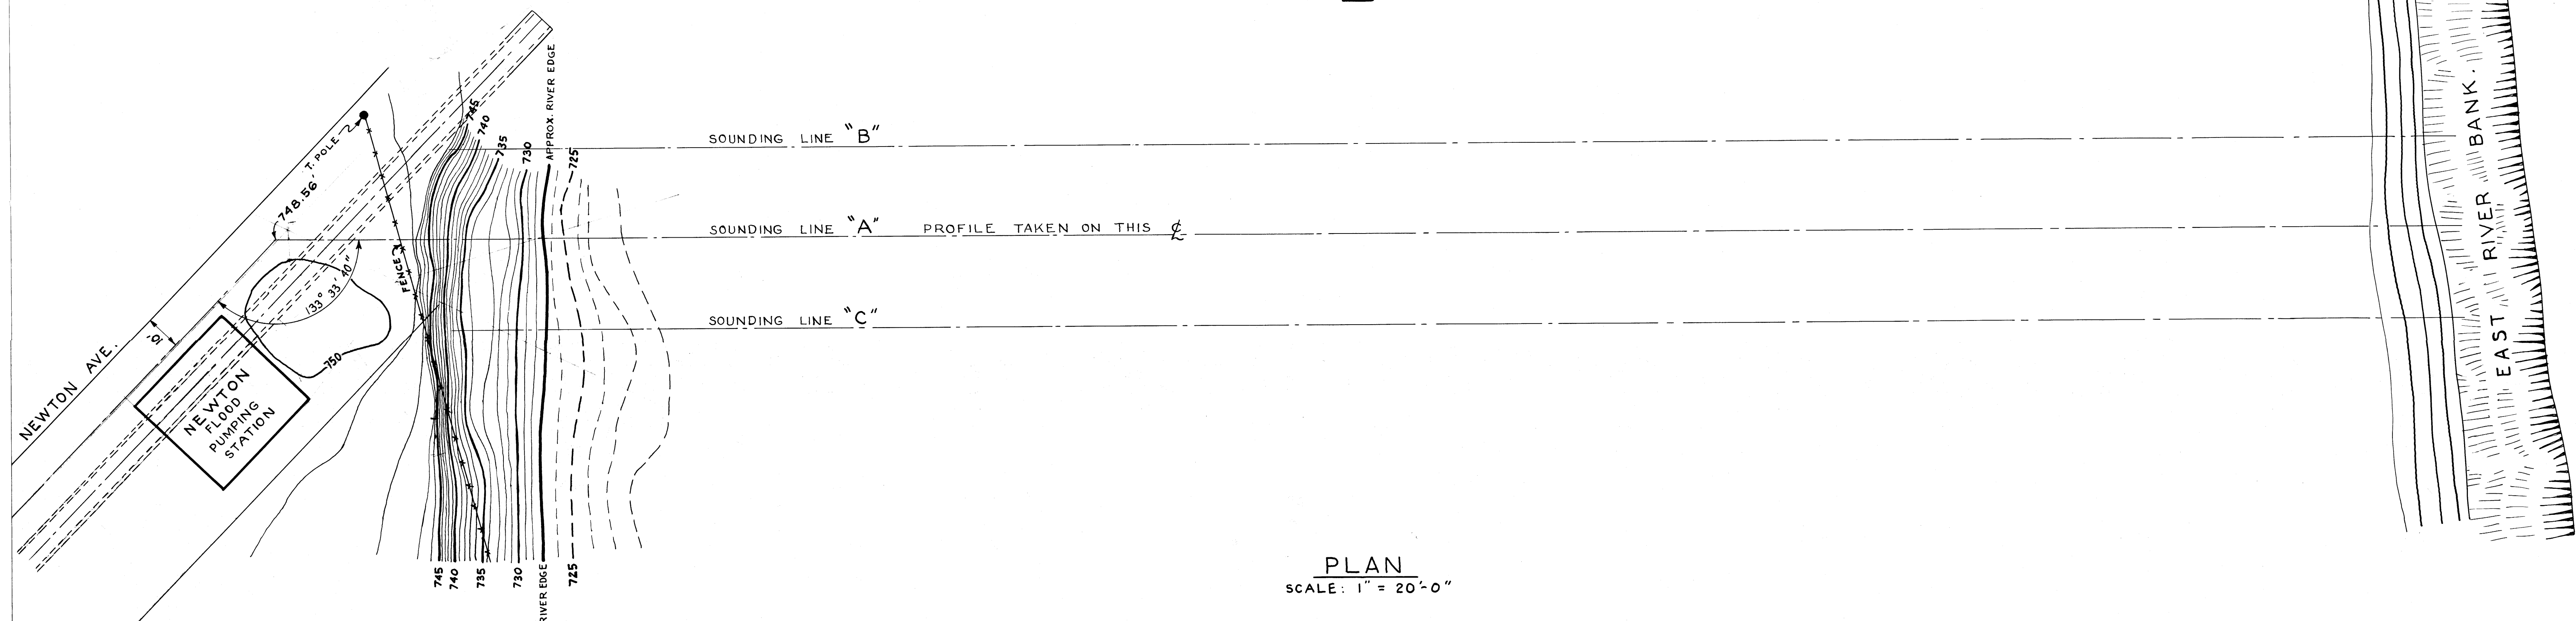 NEWTON AVE.
10'
NEWTON
FLOOD
PUMPING
STATION
748.56'
T. POLE
133° 33' 40"
750
FENCE
745
740
735
730
APPROX. RIVER EDGE
725
SOUNDING LINE "B"
SOUNDING LINE "A" PROFILE TAKEN ON THIS ℄
SOUNDING LINE "C"
745
740
735
730
RIVER EDGE
725
PLAN
SCALE: 1" = 20'-0"
EAST RIVER BANK.